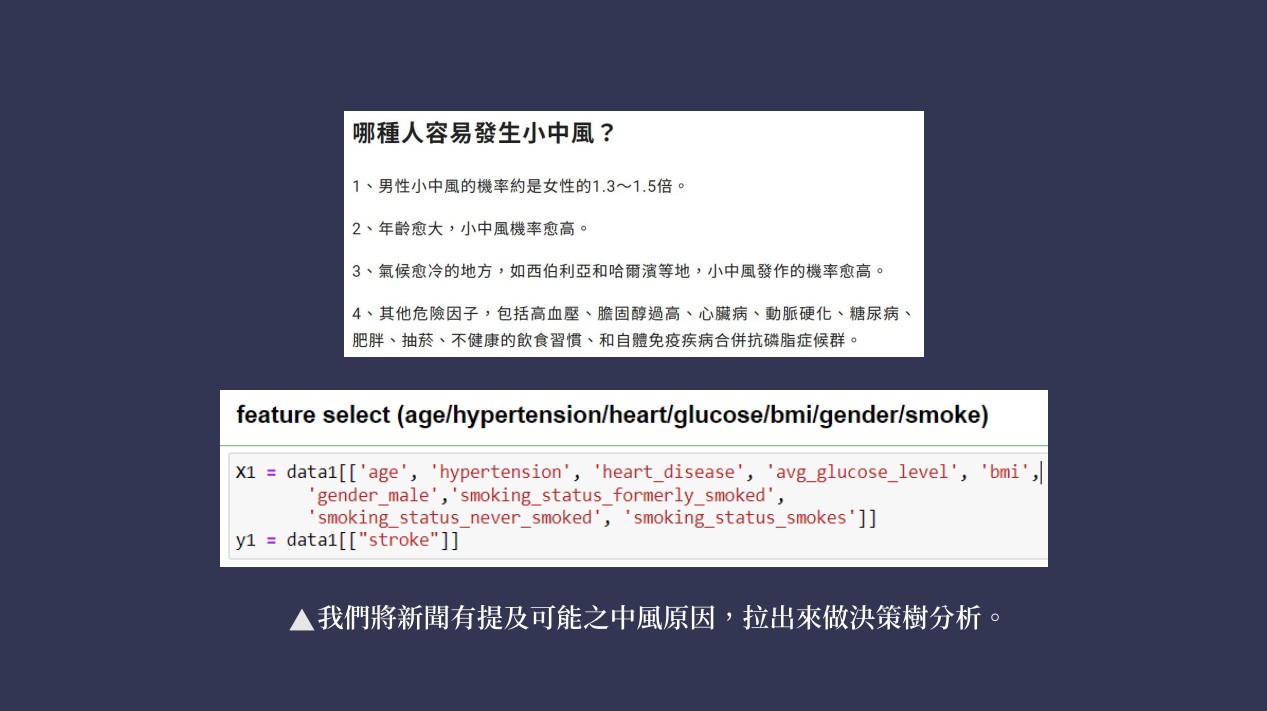 哪種人容易發生小中風？
1、男性小中風的機率約是女性的1.3～1.5倍。
2、年齡愈大，小中風機率愈高。
3、氣候愈冷的地方，如西伯利亞和哈爾濱等地，小中風發作的機率愈高。
4、其他危險因子，包括高血壓、膽固醇過高、心臟病、動脈硬化、糖尿病、
肥胖、抽菸、不健康的飲食習慣、和自體免疫疾病合併抗磷脂症候群。
feature select (age/hypertension/heart/glucose/bmi/gender/smoke)
X1 = data1[['age', 'hypertension', 'heart_disease', 'avg_glucose_level', 'bmi',
'gender_male','smoking_status_formerly_smoked',
'smoking_status_never_smoked', 'smoking_status_smokes']]
y1 = data1[["stroke"]]
▲我們將新聞有提及可能之中風原因，拉出來做決策樹分析。